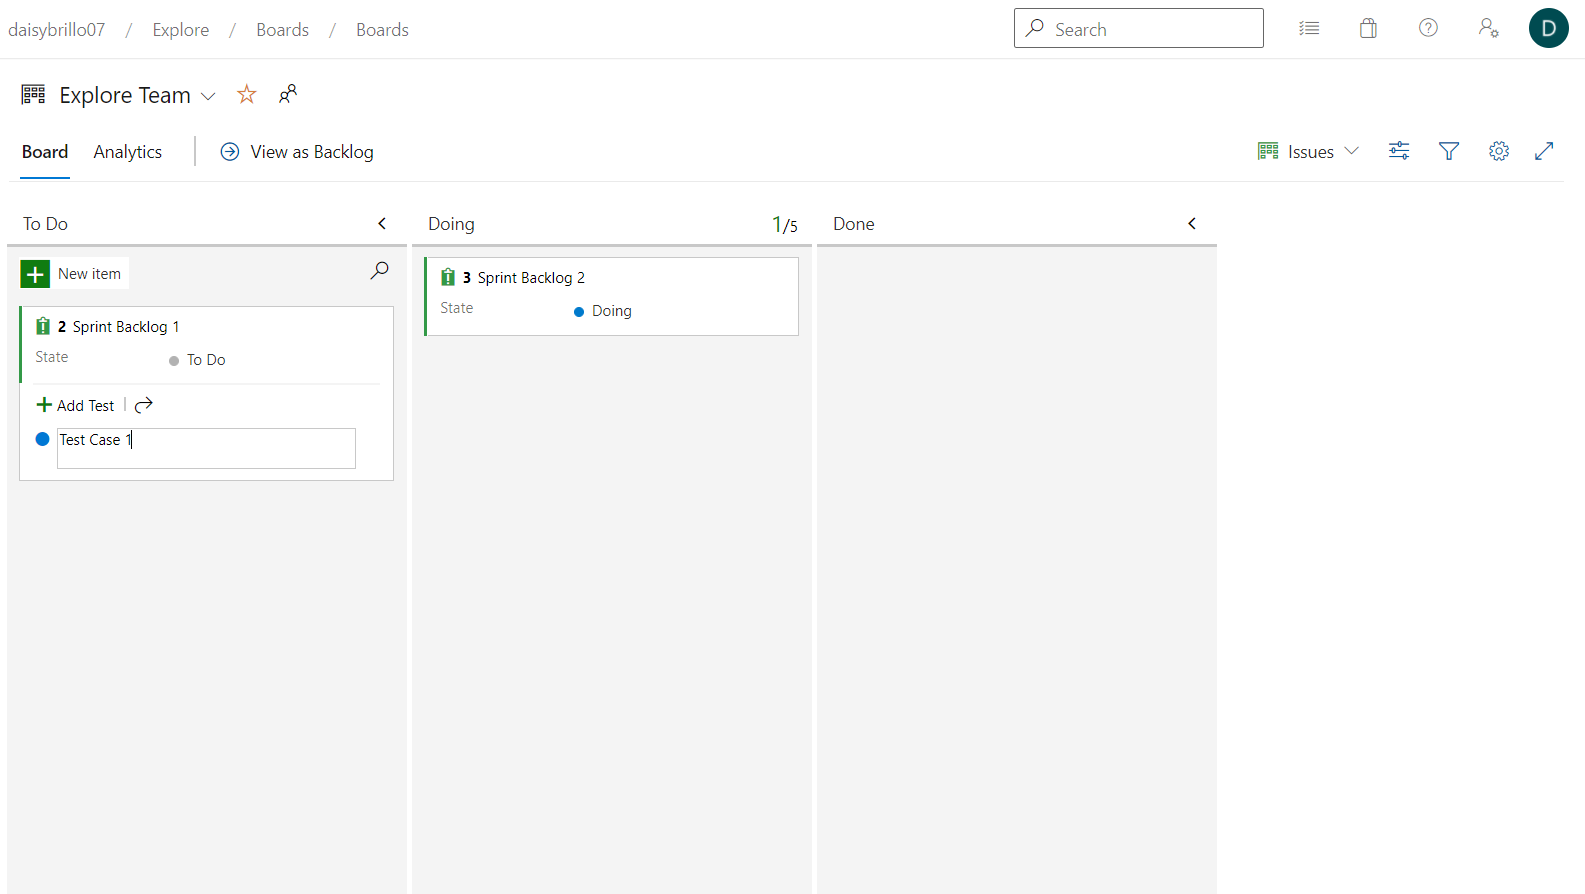 daisybrillo07 / Explore / Boards / Boards
Search
D
Explore Team
Board Analytics View as Backlog
Issues
To Do
Doing 1/5
Done
New item
2 Sprint Backlog 1
State To Do
Add Test
Test Case 1
3 Sprint Backlog 2
State Doing